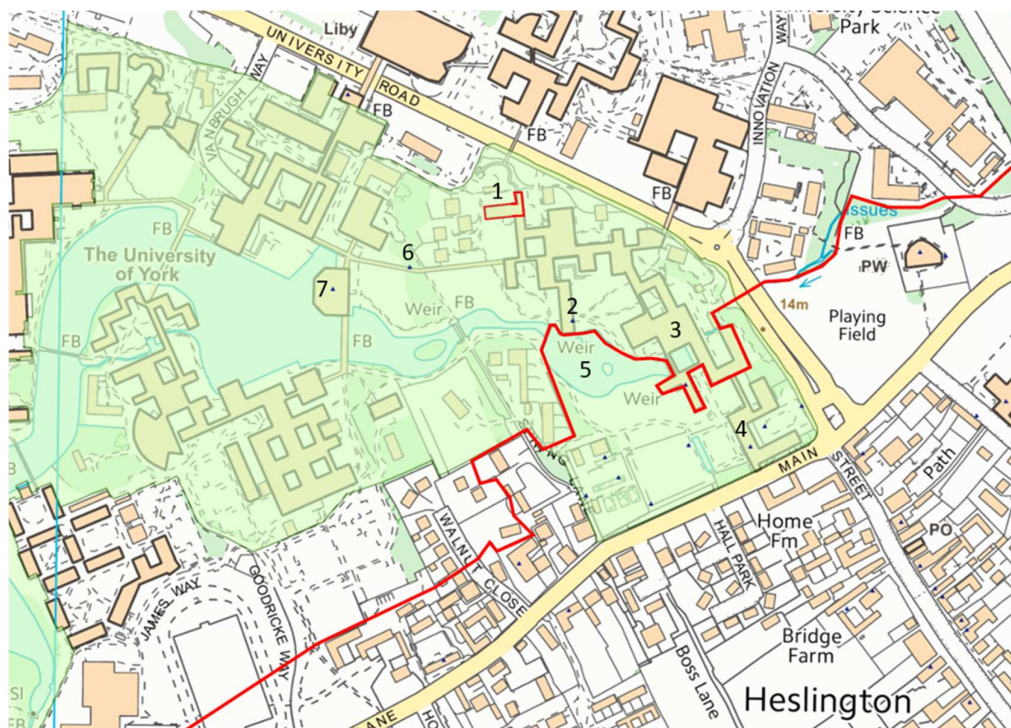 Liby
UNIVERSITY ROAD
Park
WAY
INNOVATION
VANBRUGH WAY
FB
FB
FB
1
Issues
FB
PW
The University
of York
FB
6
7
14m
Playing
Field
Weir
FB
2
3
FB
FB
Weir
5
Weir
4
MAIN
STREET
Path
PO
Home
Fm
HALL PARK
WALNUT CLOSE
JAMES WAY
GOODRICKE WAY
Bridge
Farm
Boss Lane
Heslington
FB